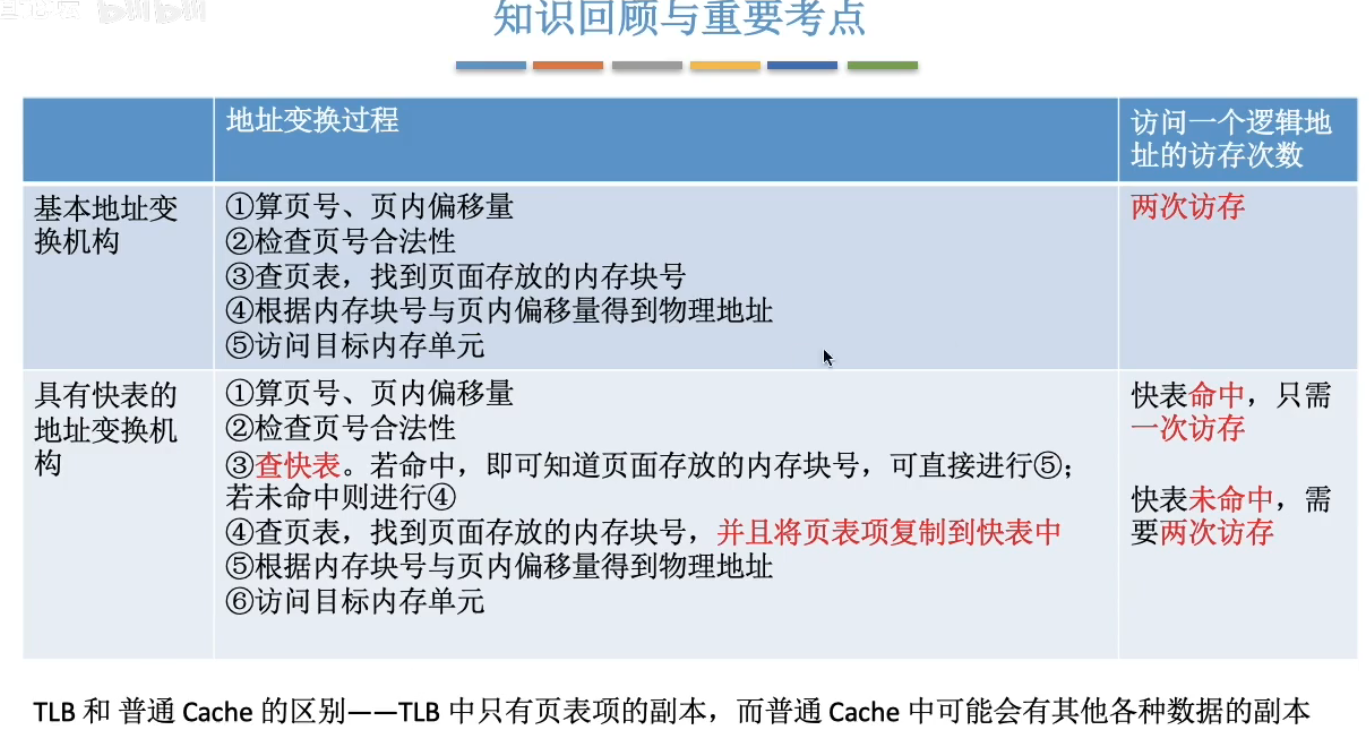 知识回顾与重要考点
地址变换过程
访问一个逻辑地
址的访存次数
基本地址变
换机构
①算页号、页内偏移量
②检查页号合法性
③查页表，找到页面存放的内存块号
④根据内存块号与页内偏移量得到物理地址
⑤访问目标内存单元
两次访存
具有快表的
地址变换机
构
①算页号、页内偏移量
②检查页号合法性
③查快表。若命中，即可知道页面存放的内存块号，可直接进行⑤；
若未命中则进行④
④查页表，找到页面存放的内存块号，并且将页表项复制到快表中
⑤根据内存块号与页内偏移量得到物理地址
⑥访问目标内存单元
快表命中，只需
一次访存
快表未命中，需
要两次访存
TLB 和 普通 Cache 的区别——TLB 中只有页表项的副本，而普通 Cache 中可能会有其他各种数据的副本